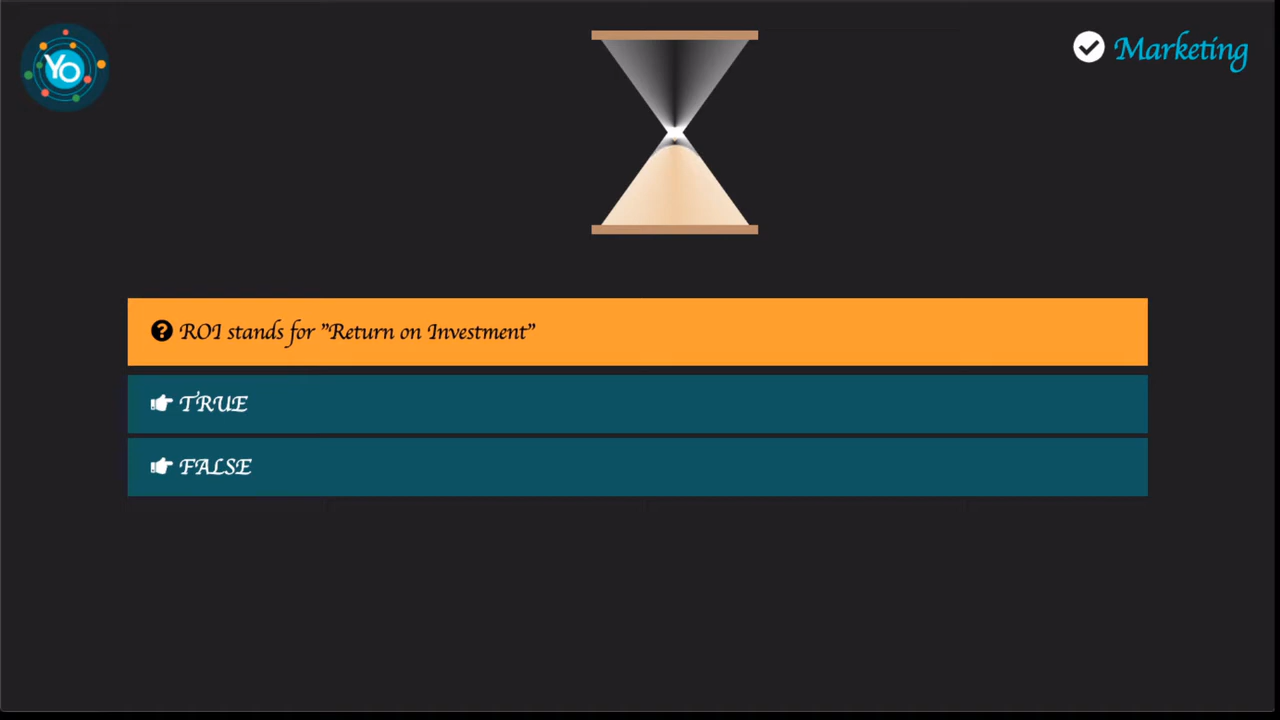 Yo
Marketing
ROI stands for "Return on Investment"
TRUE
FALSE